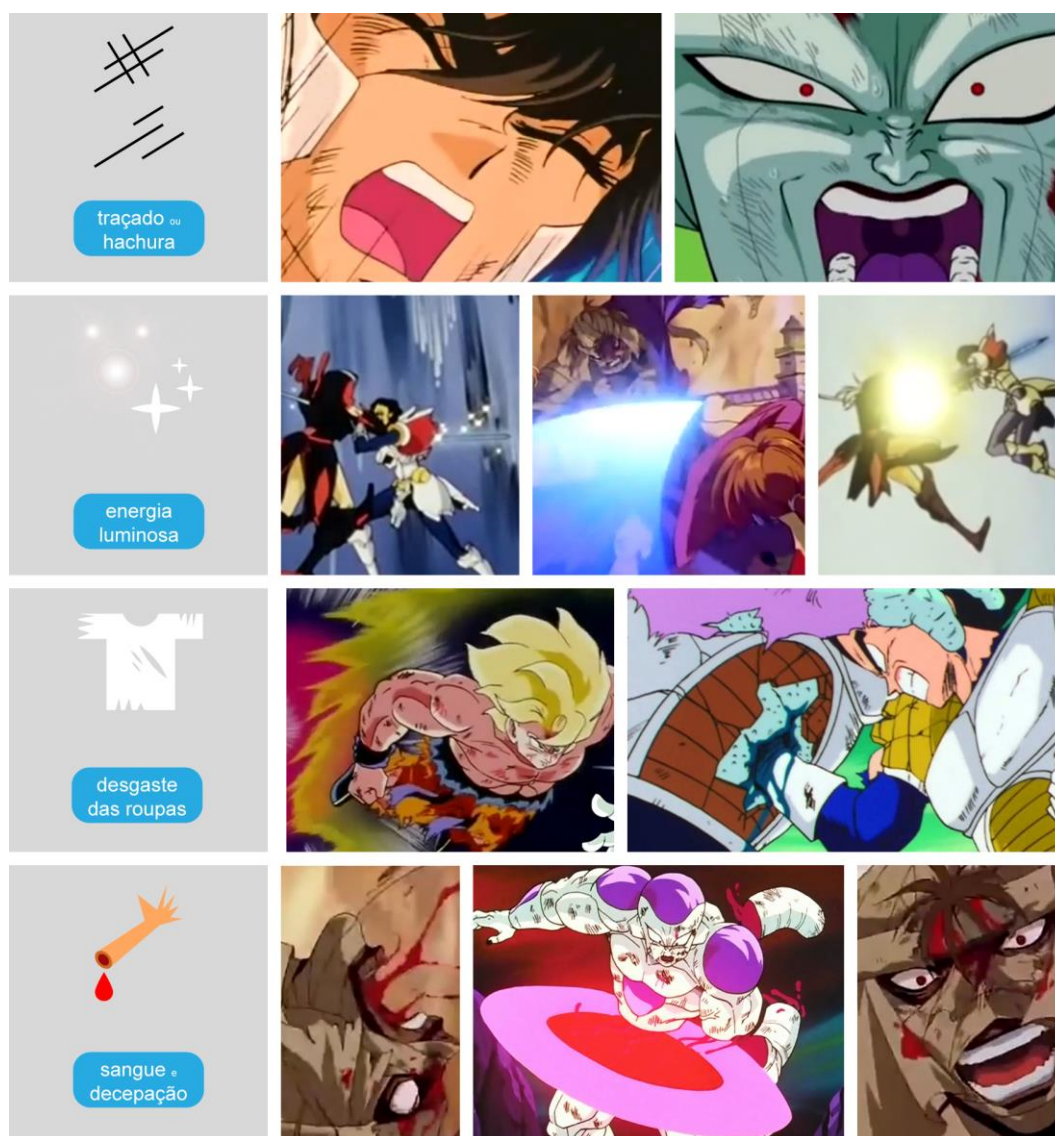 traçado ou
hachura
energia
luminosa
desgaste
das roupas
sangue e
decepação